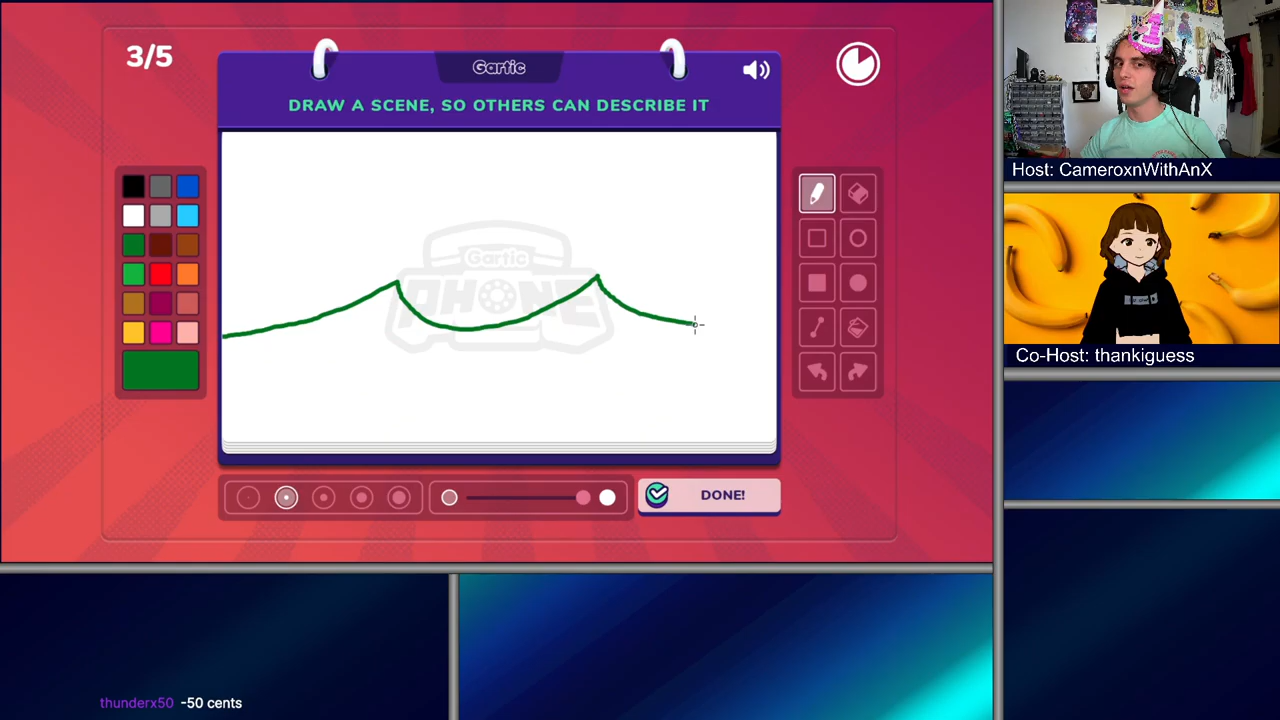 3/5
Gartic
DRAW A SCENE, SO OTHERS CAN DESCRIBE IT
Gartic
PHONE
DONE!
Host: CameroxnWithAnX
Co-Host: thankiguess
thunderx50 -50 cents